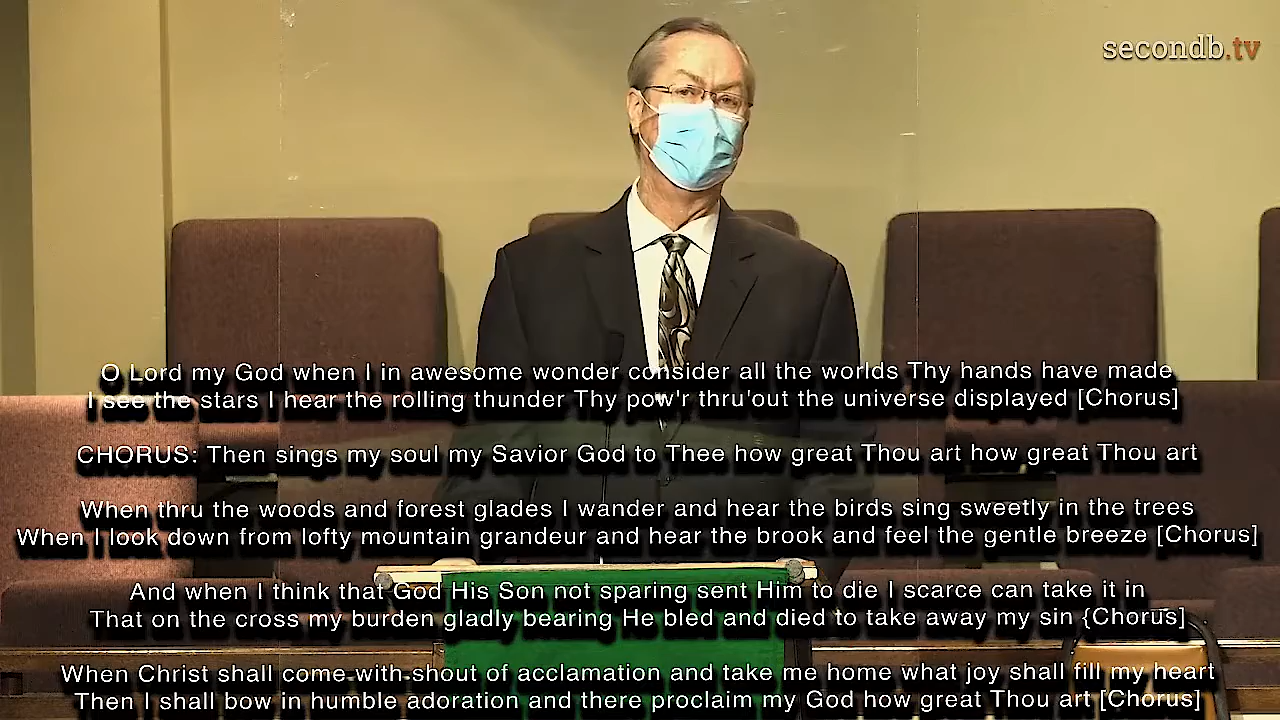 secondb.tv
O Lord my God when I in awesome wonder consider all the worlds Thy hands have made
I see the stars I hear the rolling thunder Thy pow'r thru'out the universe displayed [Chorus]
CHORUS: Then sings my soul my Savior God to Thee how great Thou art how great Thou art
When thru the woods and forest glades I wander and hear the birds sing sweetly in the trees
When I look down from lofty mountain grandeur and hear the brook and feel the gentle breeze [Chorus]
And when I think that God His Son not sparing sent Him to die I scarce can take it in
That on the cross my burden gladly bearing He bled and died to take away my sin {Chorus]
When Christ shall come with shout of acclamation and take me home what joy shall fill my heart
Then I shall bow in humble adoration and there proclaim my God how great Thou art [Chorus]